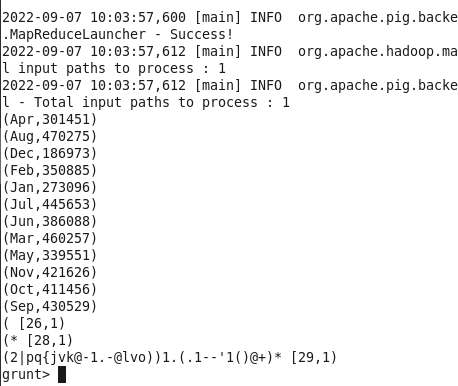 2022-09-07 10:03:57,600 [main] INFO  org.apache.pig.backe
.MapReduceLauncher - Success!
2022-09-07 10:03:57,612 [main] INFO  org.apache.hadoop.ma
l input paths to process : 1
2022-09-07 10:03:57,612 [main] INFO  org.apache.pig.backe
l - Total input paths to process : 1
(Apr,301451)
(Aug,470275)
(Dec,186973)
(Feb,350885)
(Jan,273096)
(Jul,445653)
(Jun,386088)
(Mar,460257)
(May,339551)
(Nov,421626)
(Oct,411456)
(Sep,430529)
( [26,1)
(* [28,1)
(2|pq{jvk@-1.-@lvo))1.(.1--'1()@+)* [29,1)
grunt>